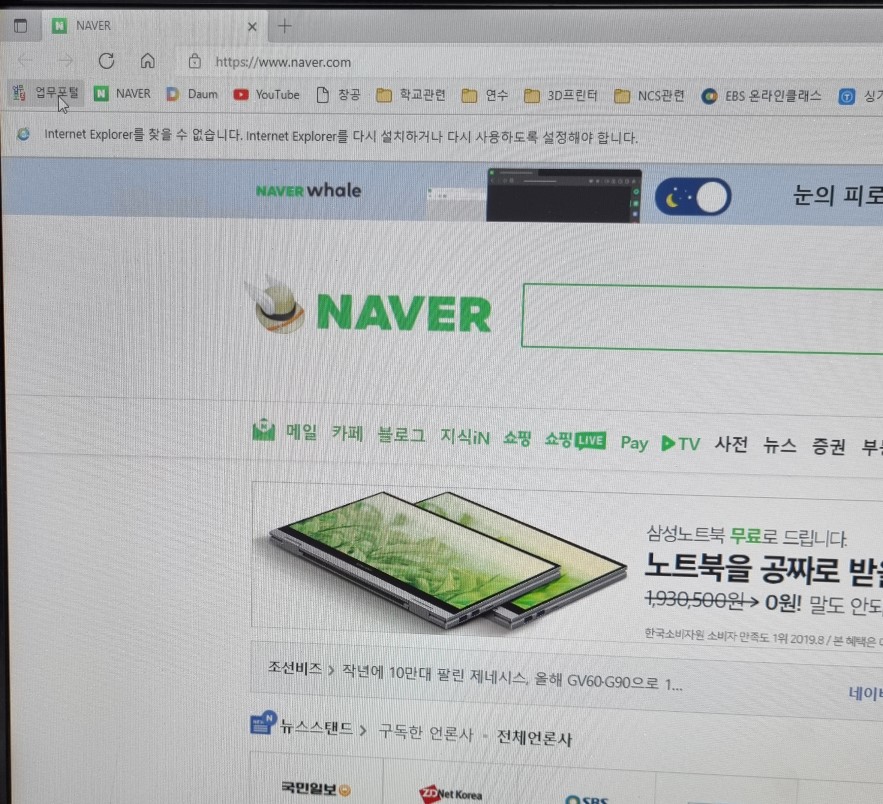 NAVER
https://www.naver.com
업무포털 NAVER Daum YouTube 창공 학교관련 연수 3D프린터 NCS관련 EBS 온라인클래스
Internet Explorer를 찾을 수 없습니다. Internet Explorer를 다시 설치하거나 다시 사용하도록 설정해야 합니다.
NAVER whale 눈의 피로
NAVER
메일 카페 블로그 지식iN 쇼핑 쇼핑LIVE Pay TV 사전 뉴스 증권
삼성노트북 무료로 드립니다.
노트북을 공짜로 받을
1,930,500원→ 0원! 말도 안도
한국소비자원 소비자 만족도 1위 2019.8 / 본 혜택은
조선비즈 > 작년에 10만대 팔린 제네시스, 올해 GV60·G90으로 1...
네이버
뉴스스탠드 > 구독한 언론사 · 전체언론사
국민일보 ZDNet Korea SBS